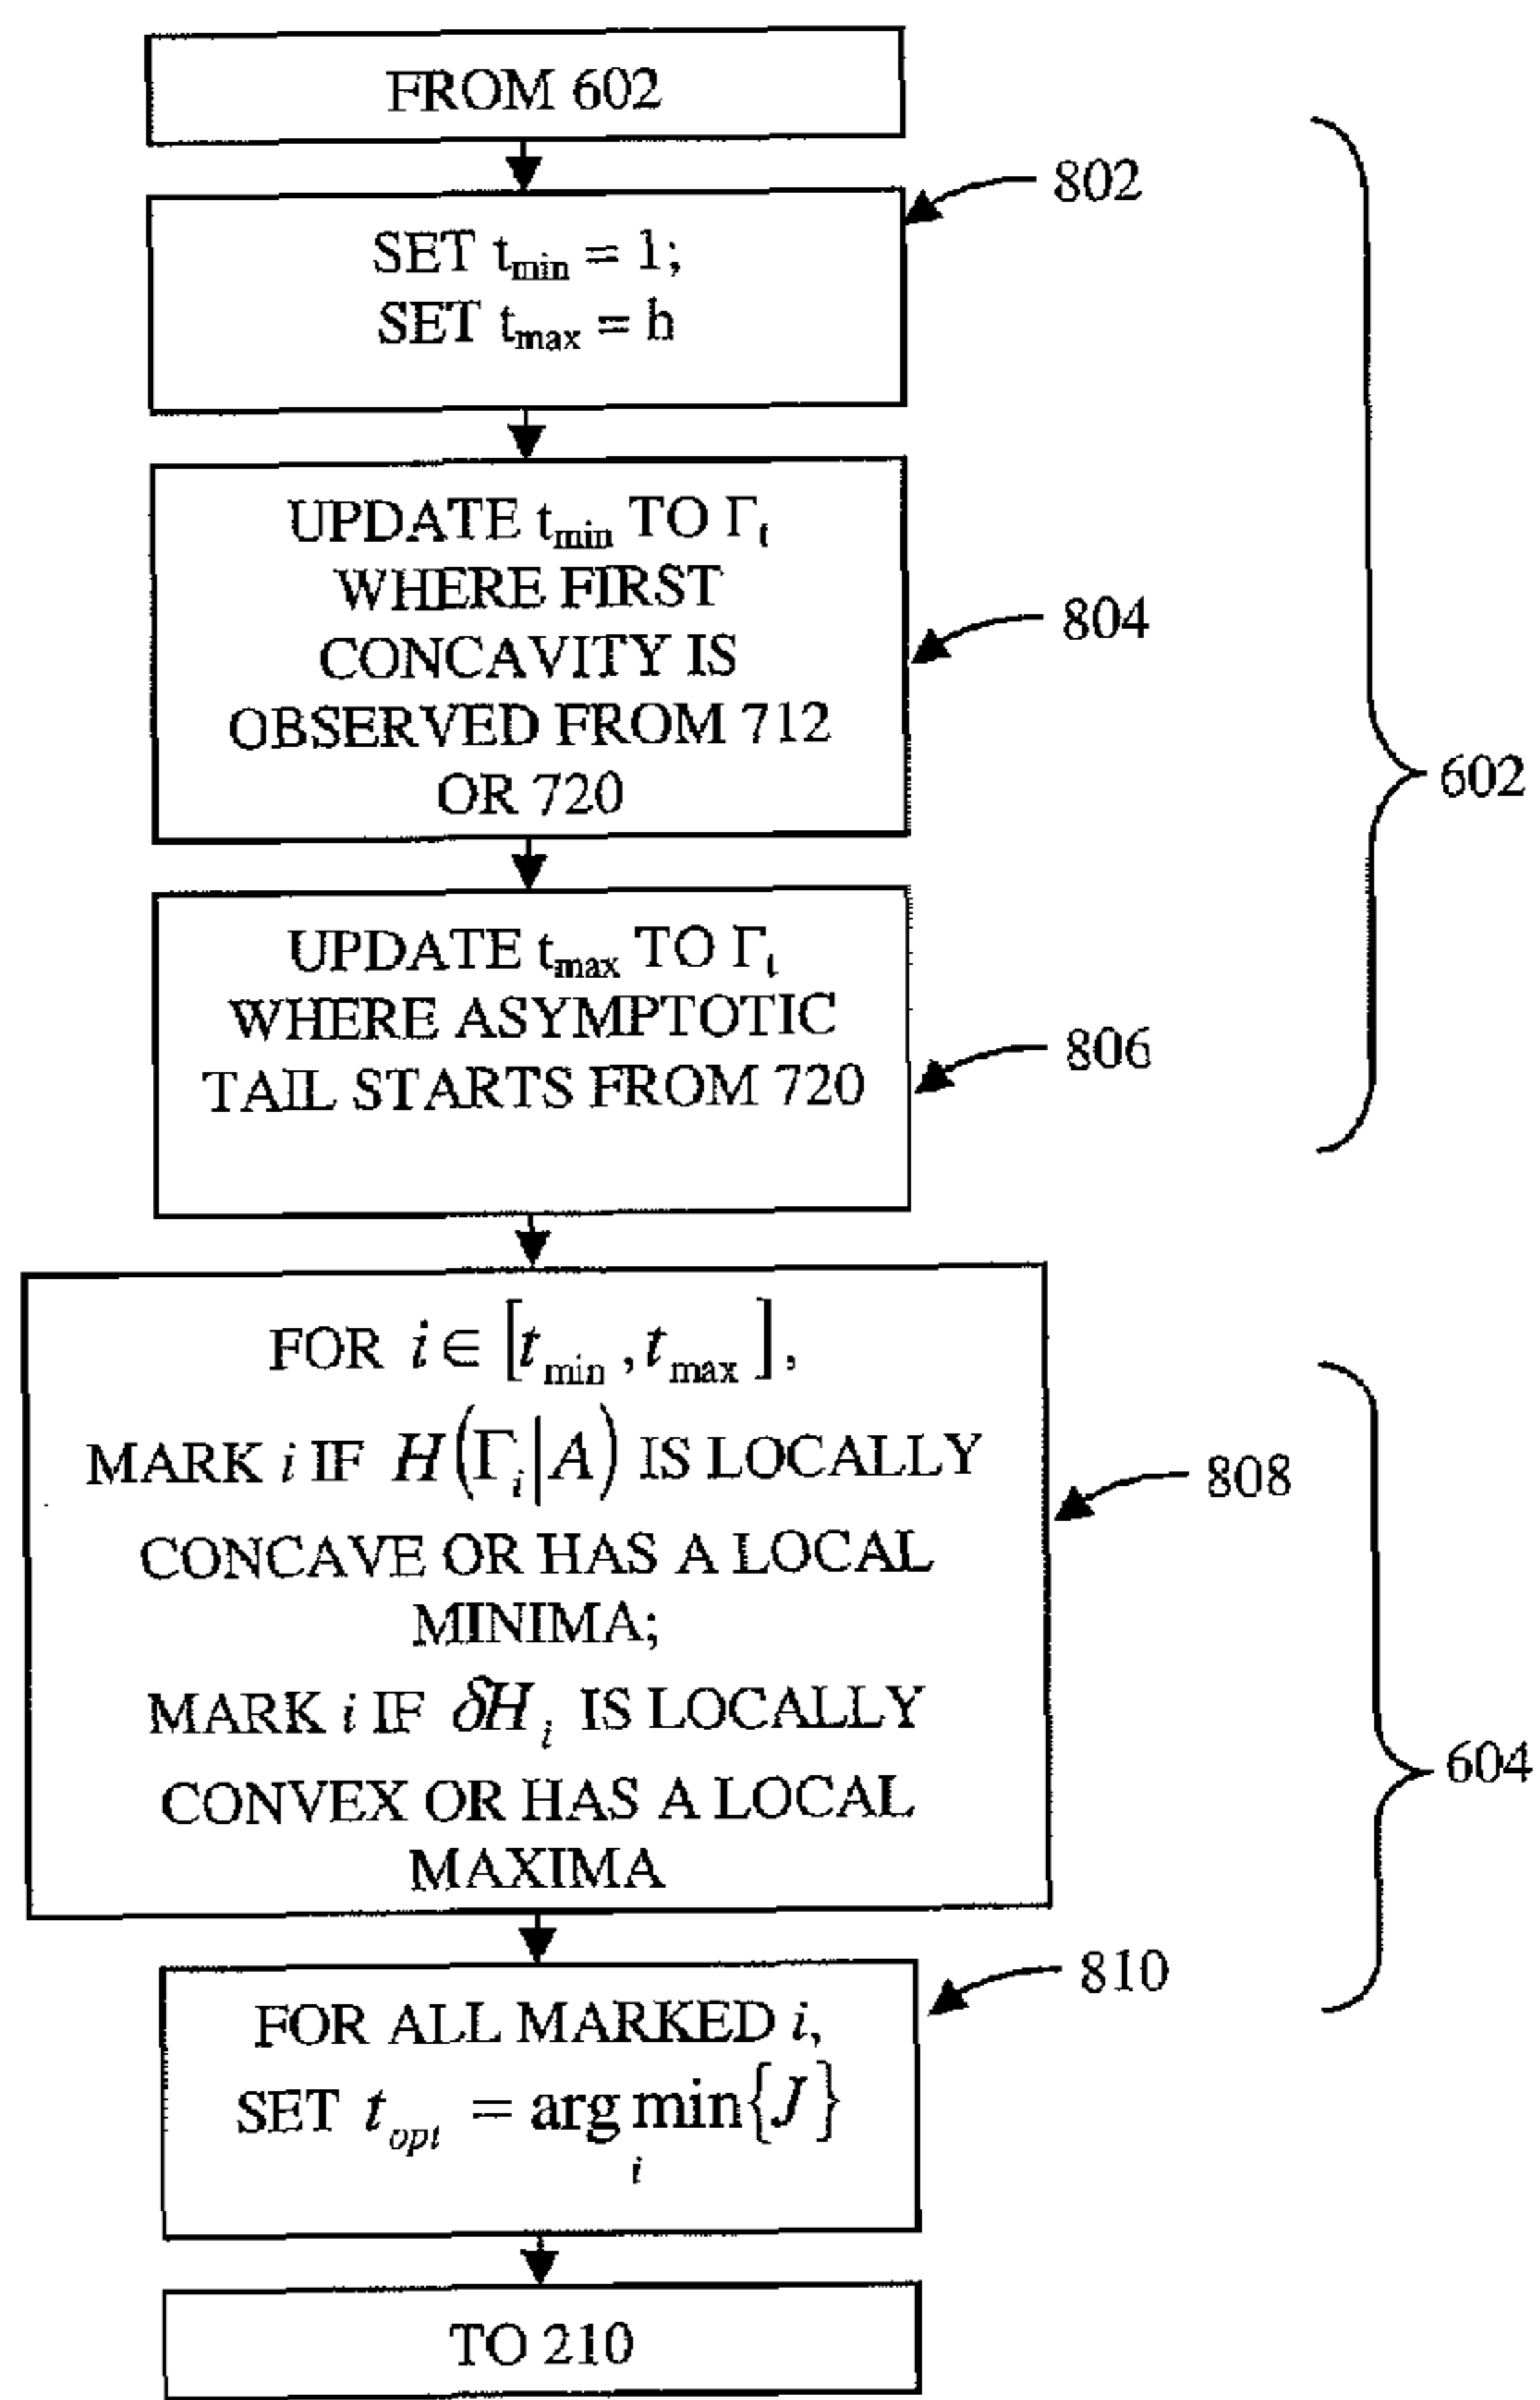 FROM 602
802
SET t_min = 1;
SET t_max = h
UPDATE t_min TO Γ_t
WHERE FIRST
CONCAVITY IS
OBSERVED FROM 712
OR 720
804
602
UPDATE t_max TO Γ_t
WHERE ASYMPTOTIC
TAIL STARTS FROM 720
806
FOR i ∈ [t_min , t_max ],
MARK i IF H(Γ_i|A) IS LOCALLY
CONCAVE OR HAS A LOCAL
MINIMA;
MARK i IF δH_i IS LOCALLY
CONVEX OR HAS A LOCAL
MAXIMA
808
604
810
FOR ALL MARKED i,
SET t_opt = arg min{J}
i
TO 210